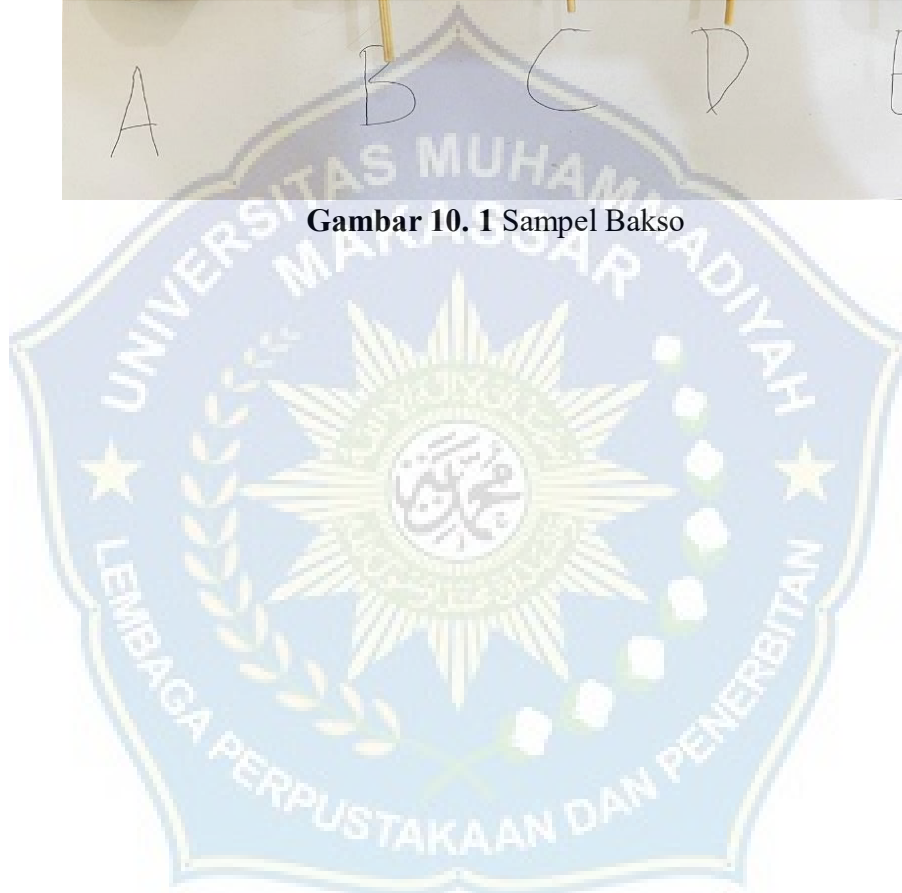 A B C D
Gambar 10. 1 Sampel Bakso
UNIVERSITAS MUHAMMADIYAH
MAKASSAR
LEMBAGA PERPUSTAKAAN DAN PENERBITAN